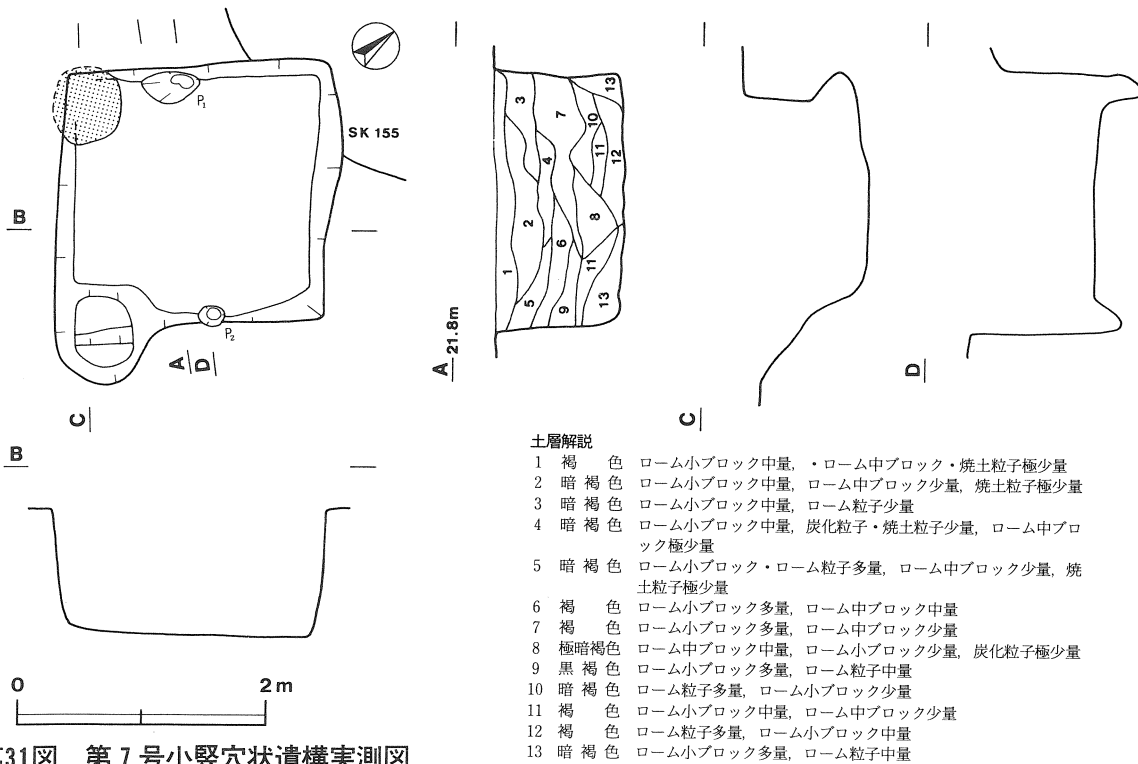 P1
SK 155
B
P2
A
D
C
3
13
7
10
11
12
4
2
8
6
1
11
5
9
13
A 21.8m
C
D
B
0 2m
土層解説
1 褐 色 ローム小ブロック中量，・ローム中ブロック・焼土粒子極少量
2 暗褐色 ローム小ブロック中量，ローム中ブロック少量，焼土粒子極少量
3 暗褐色 ローム小ブロック中量，ローム粒子少量
4 暗褐色 ローム小ブロック中量，炭化粒子・焼土粒子少量，ローム中ブロ
ック極少量
5 暗褐色 ローム小ブロック・ローム粒子多量，ローム中ブロック少量，焼
土粒子極少量
6 褐 色 ローム小ブロック多量，ローム中ブロック中量
7 褐 色 ローム小ブロック多量，ローム中ブロック少量
8 極暗褐色 ローム中ブロック中量，ローム小ブロック少量，炭化粒子極少量
9 黒褐色 ローム小ブロック多量，ローム粒子中量
10 暗褐色 ローム粒子多量，ローム小ブロック少量
11 褐 色 ローム小ブロック中量，ローム中ブロック少量
12 褐 色 ローム粒子多量，ローム小ブロック中量
13 暗褐色 ローム小ブロック多量，ローム粒子中量
31図 第7号小竪穴状遺構実測図